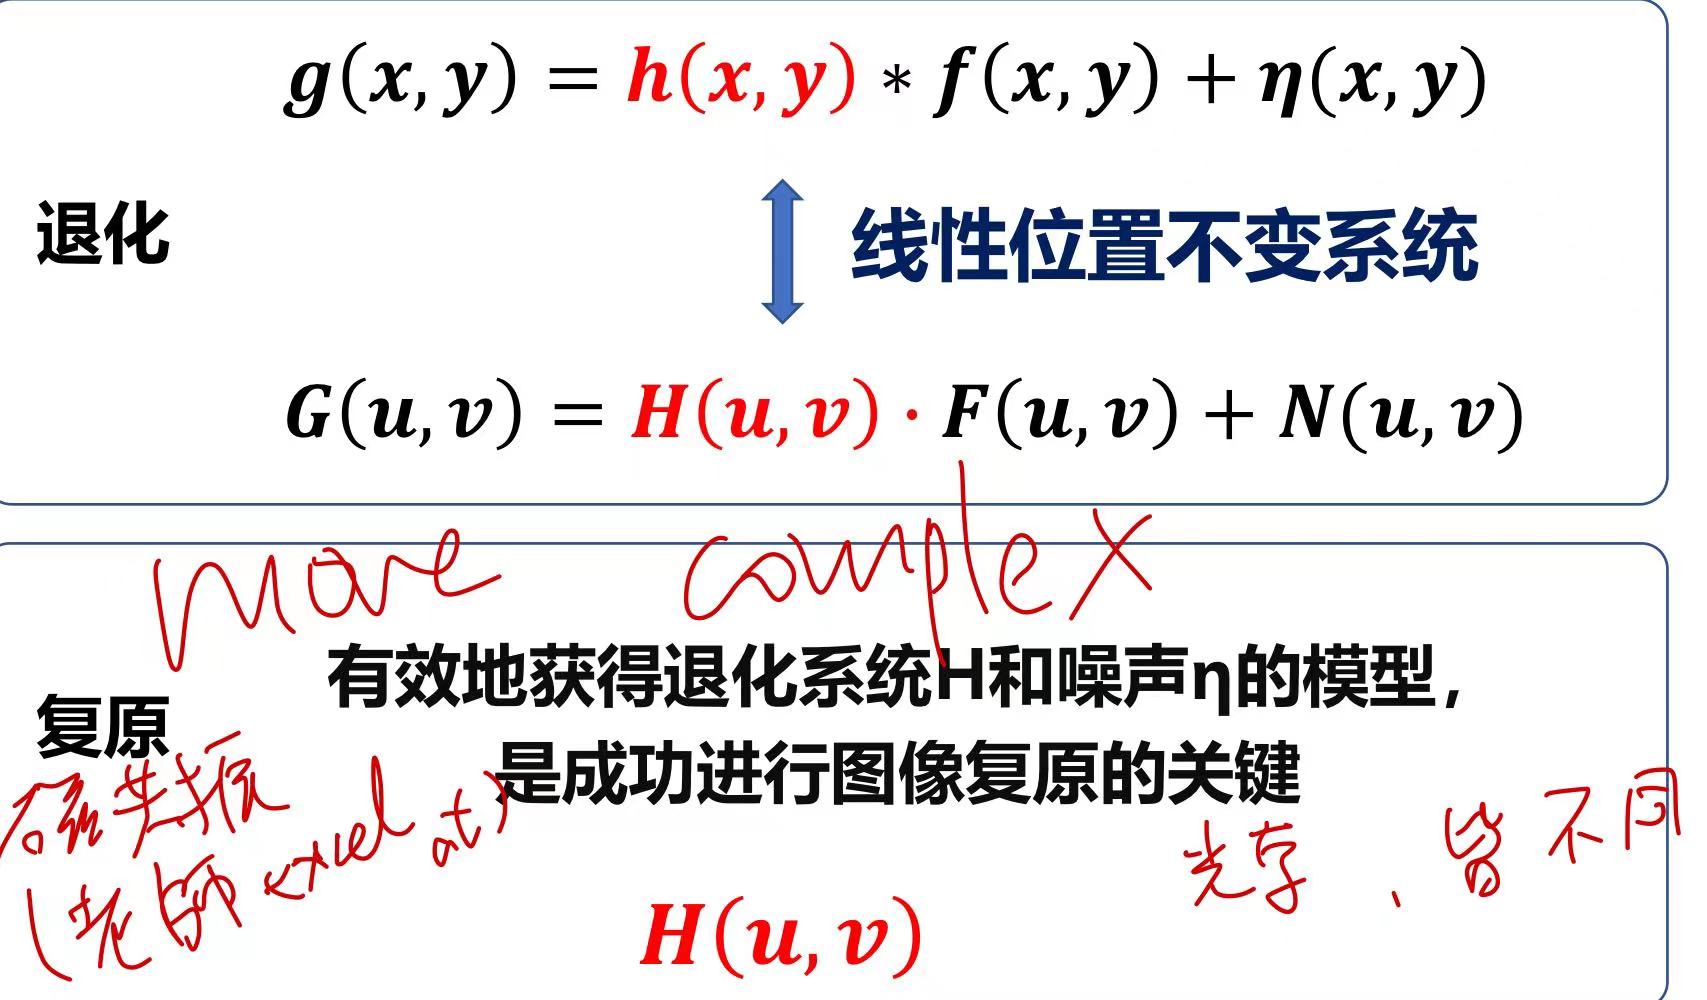 g(x, y) = h(x, y) * f(x, y) + η(x, y)
退化
线性位置不变系统
G(u, v) = H(u, v) · F(u, v) + N(u, v)
more complex
有效地获得退化系统H和噪声η的模型，
复原
是成功进行图像复原的关键
磁共振
(老师 excel at)
光学、皆不同
H(u, v)